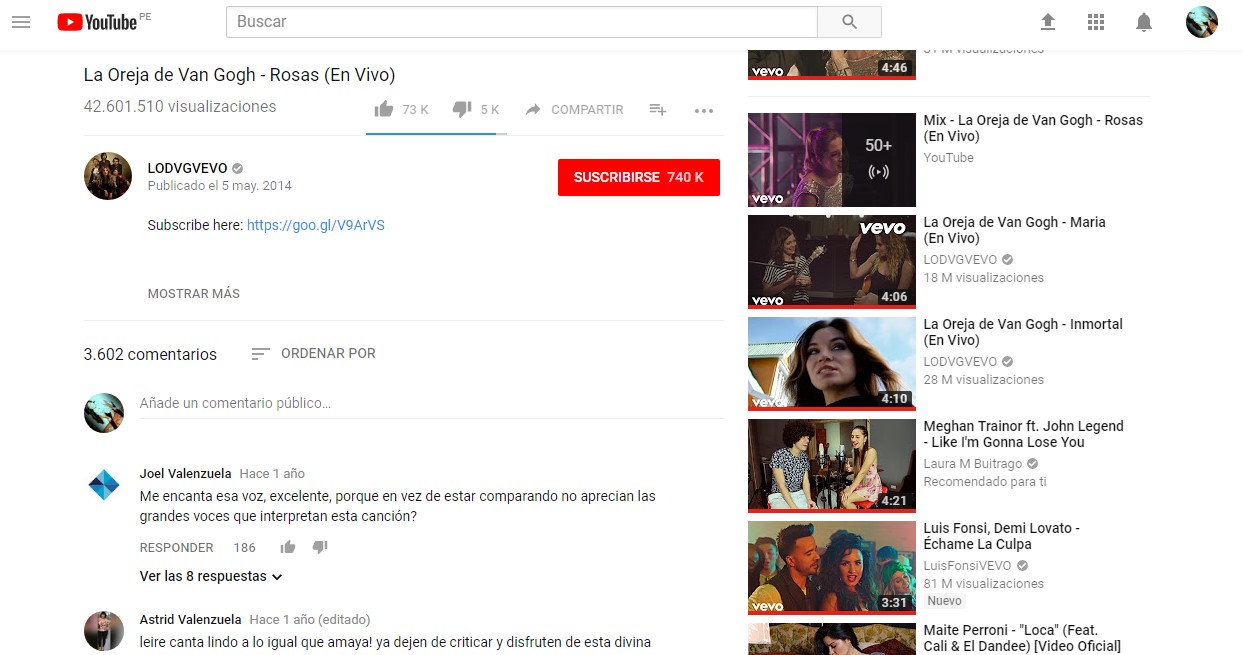 YouTube PE
Buscar
La Oreja de Van Gogh - Rosas (En Vivo)
42.601.510 visualizaciones
73 K
5 K
COMPARTIR
LODVGVEVO
Publicado el 5 may. 2014
SUSCRIBIRSE 740 K
Subscribe here: https://goo.gl/V9ArVS
MOSTRAR MÁS
3.602 comentarios
ORDENAR POR
Añade un comentario público...
Joel Valenzuela Hace 1 año
Me encanta esa voz, excelente, porque en vez de estar comparando no aprecian las
grandes voces que interpretan esta canción?
RESPONDER 186
Ver las 8 respuestas
Astrid Valenzuela Hace 1 año (editado)
leire canta lindo a lo igual que amaya! ya dejen de criticar y disfruten de esta divina
vevo
4:46
50+
vevo
Mix - La Oreja de Van Gogh - Rosas
(En Vivo)
YouTube
vevo
vevo
4:06
La Oreja de Van Gogh - Maria
(En Vivo)
LODVGVEVO
18 M visualizaciones
vevo
4:10
La Oreja de Van Gogh - Inmortal
(En Vivo)
LODVGVEVO
28 M visualizaciones
4:21
Meghan Trainor ft. John Legend
- Like I'm Gonna Lose You
Laura M Buitrago
Recomendado para ti
vevo
3:31
Luis Fonsi, Demi Lovato -
Échame La Culpa
LuisFonsiVEVO
81 M visualizaciones
Nuevo
Maite Perroni - "Loca" (Feat.
Cali & El Dandee) [Video Oficial]